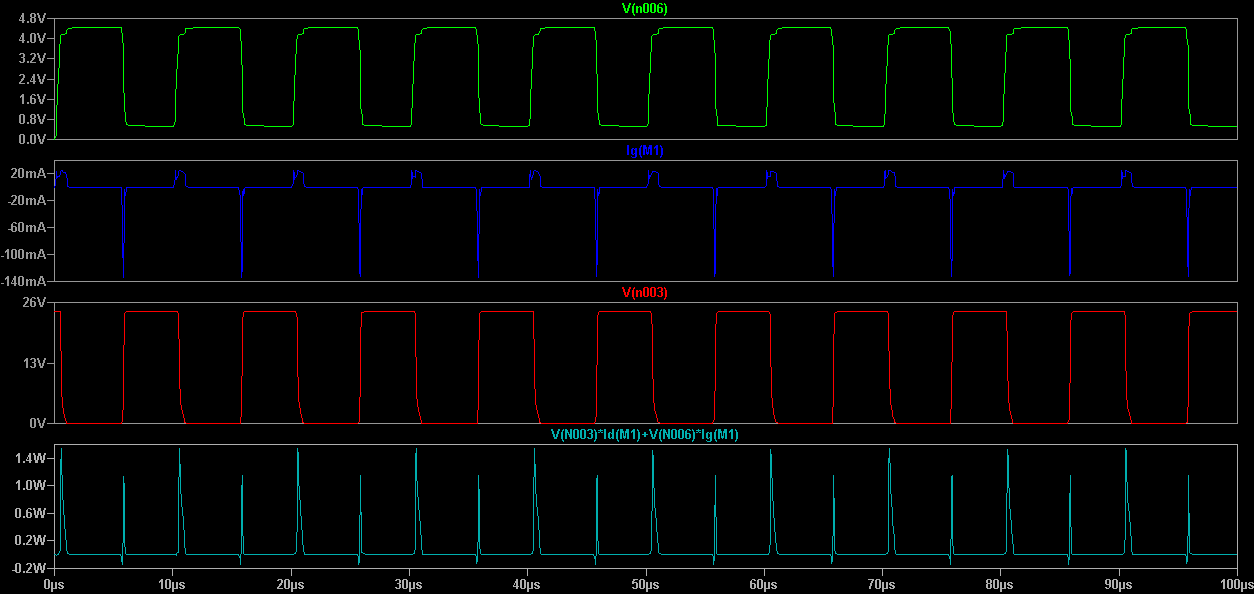 V(n006)
4.8V
4.0V
3.2V
2.4V
1.6V
0.8V
0.0V
Ig(M1)
20mA
-20mA
-60mA
-100mA
-140mA
V(n003)
26V
13V
0V
V(N003)*Id(M1)+V(N006)*Ig(M1)
1.4W
1.0W
0.6W
0.2W
-0.2W
0µs 10µs 20µs 30µs 40µs 50µs 60µs 70µs 80µs 90µs 100µs